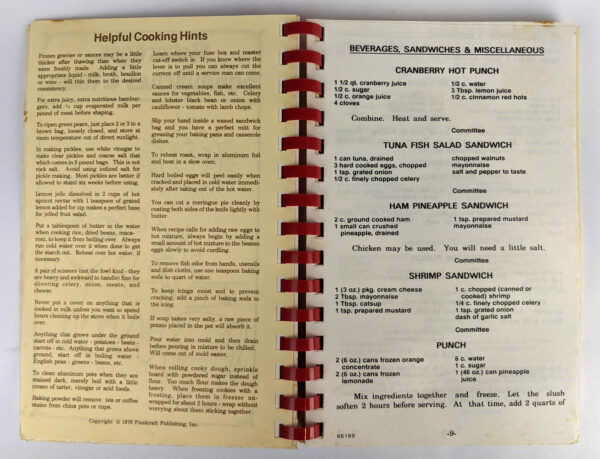 Helpful Cooking Hints
Frozen gravies or sauces may be a little
thicker after thawing than when they
were freshly made. Adding a little
appropriate liquid - milk, broth, bouillon
or wine - will thin them to the desired
consistency.
For extra juicy, extra nutritious hambur-
gers, add ¼ cup evaporated milk per
pound of meat before shaping.
To ripen green pears, just place 2 or 3 in a
brown bag, loosely closed, and store at
room temperature out of direct sunlight.
In making pickles, use white vinegar to
make clear pickles and coarse salt that
which comes in 5 pound bags. This is not
rock salt. Avoid using iodized salt for
pickle making. Most pickles are better if
allowed to stand six weeks before using.
Lemon jello dissolved in 2 cups of hot
apricot nectar with 1 teaspoon of grated
lemon added for zip makes a perfect base
for jelled fruit salad.
Put a tablespoon of butter in the water
when cooking rice, dried beans, maca-
roni, to keep it from boiling over. Always
run cold water over it when done to get
the starch out. Reheat over hot water, if
necessary.
A pair of scissors (not the fowl kind - they
are heavy and awkward to handle) fine for
slivering celery, onion, meats, and
cheese.
Never put a cover on anything that is
cooked in milk unless you want to spend
hours cleaning up the stove when it boils
over.
Anything that grows under the ground
start off in cold water - potatoes - beets -
carrots - etc. Anything that grows above
ground, start off in boiling water -
English peas - greens - beans, etc.
To clean aluminum pots when they are
stained dark, merely boil with a little
cream of tarter, vinegar or acid foods.
Baking powder will remove tea or coffee
stains from china pots or cups.
Learn where your fuse box and master
cut-off switch is. If you know where the
lever is to pull you can always cut the
current off until a service man can come.
Canned cream soups make excellent
sauces for vegetables, fish, etc. Celery
and lobster black bean or onion with
cauliflower - tomato with lamb chops.
Slip your hand inside a waxed sandwich
bag and you have a perfect mitt for
greasing your baking pans and casserole
dishes.
To reheat roast, wrap in aluminum foil
and heat in a slow oven.
Hard boiled eggs will peel easily when
cracked and placed in cold water immedi-
ately after taking out of the hot water.
You can cut a meringue pie cleanly by
coating both sides of the knife lightly with
butter.
When recipe calls for adding raw eggs to
hot mixture, always begin by adding a
small amount of hot mixture to the beaten
eggs slowly to avoid curdling.
To remove fish odor from hands, utensils
and dish cloths, use one teaspoon baking
soda to quart of water.
To keep icings moist and to prevent
cracking, add a pinch of baking soda to
the icing.
If soup tastes very salty, a raw piece of
potato placed in the pot will absorb it.
Pour water into mold and then drain
before pouring in mixture to be chilled.
Will come out of mold easier.
When rolling cooky dough, sprinkle
board with powdered sugar instead of
flour. Too much flour makes the dough
heavy. When freezing cookies with a
frosting, place them in freezer un-
wrapped for about 2 hours - wrap without
worrying about them sticking together.
Copyright © 1978 Fundcraft Publishing, Inc.
BEVERAGES, SANDWICHES & MISCELLANEOUS
CRANBERRY HOT PUNCH
1 1/2 qt. cranberry juice 1/2 c. water
1/2 c. sugar 3 Tbsp. lemon juice
1/2 c. orange juice 1/2 c. cinnamon red hots
4 cloves
Combine. Heat and serve.
Committee
TUNA FISH SALAD SANDWICH
1 can tuna, drained chopped walnuts
3 hard cooked eggs, chopped mayonnaise
1 tsp. grated onion salt and pepper to taste
1/2 c. finely chopped celery
Committee
HAM PINEAPPLE SANDWICH
2 c. ground cooked ham 1 tsp. prepared mustard
1 small can crushed mayonnaise
pineapple, drained
Chicken may be used. You will need a little salt.
Committee
SHRIMP SANDWICH
1 (3 oz.) pkg. cream cheese 1 c. chopped (canned or
2 Tbsp. mayonnaise cooked) shrimp
1 Tbsp. catsup 1/4 c. finely chopped celery
1 tsp. prepared mustard 1 tsp. grated onion
dash of garlic salt
Committee
PUNCH
2 (6 oz.) cans frozen orange 6 c. water
concentrate 1 c. sugar
2 (6 oz.) cans frozen 1 (46 oz.) can pineapple
lemonade juice
Mix ingredients together and freeze. Let the slush
soften 2 hours before serving. At that time, add 2 quarts of
65189
-9-